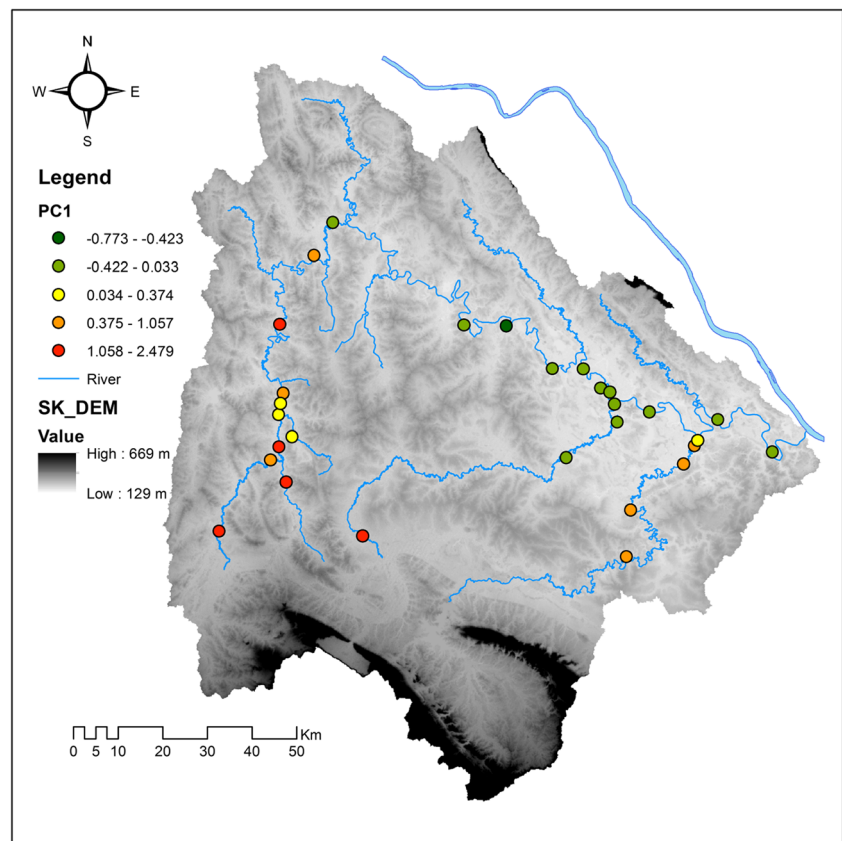 N
W E
S
Legend
PC1
-0.773 - -0.423
-0.422 - 0.033
0.034 - 0.374
0.375 - 1.057
1.058 - 2.479
River
SK_DEM
Value
High : 669 m
Low : 129 m
Km
0 5 10 20 30 40 50